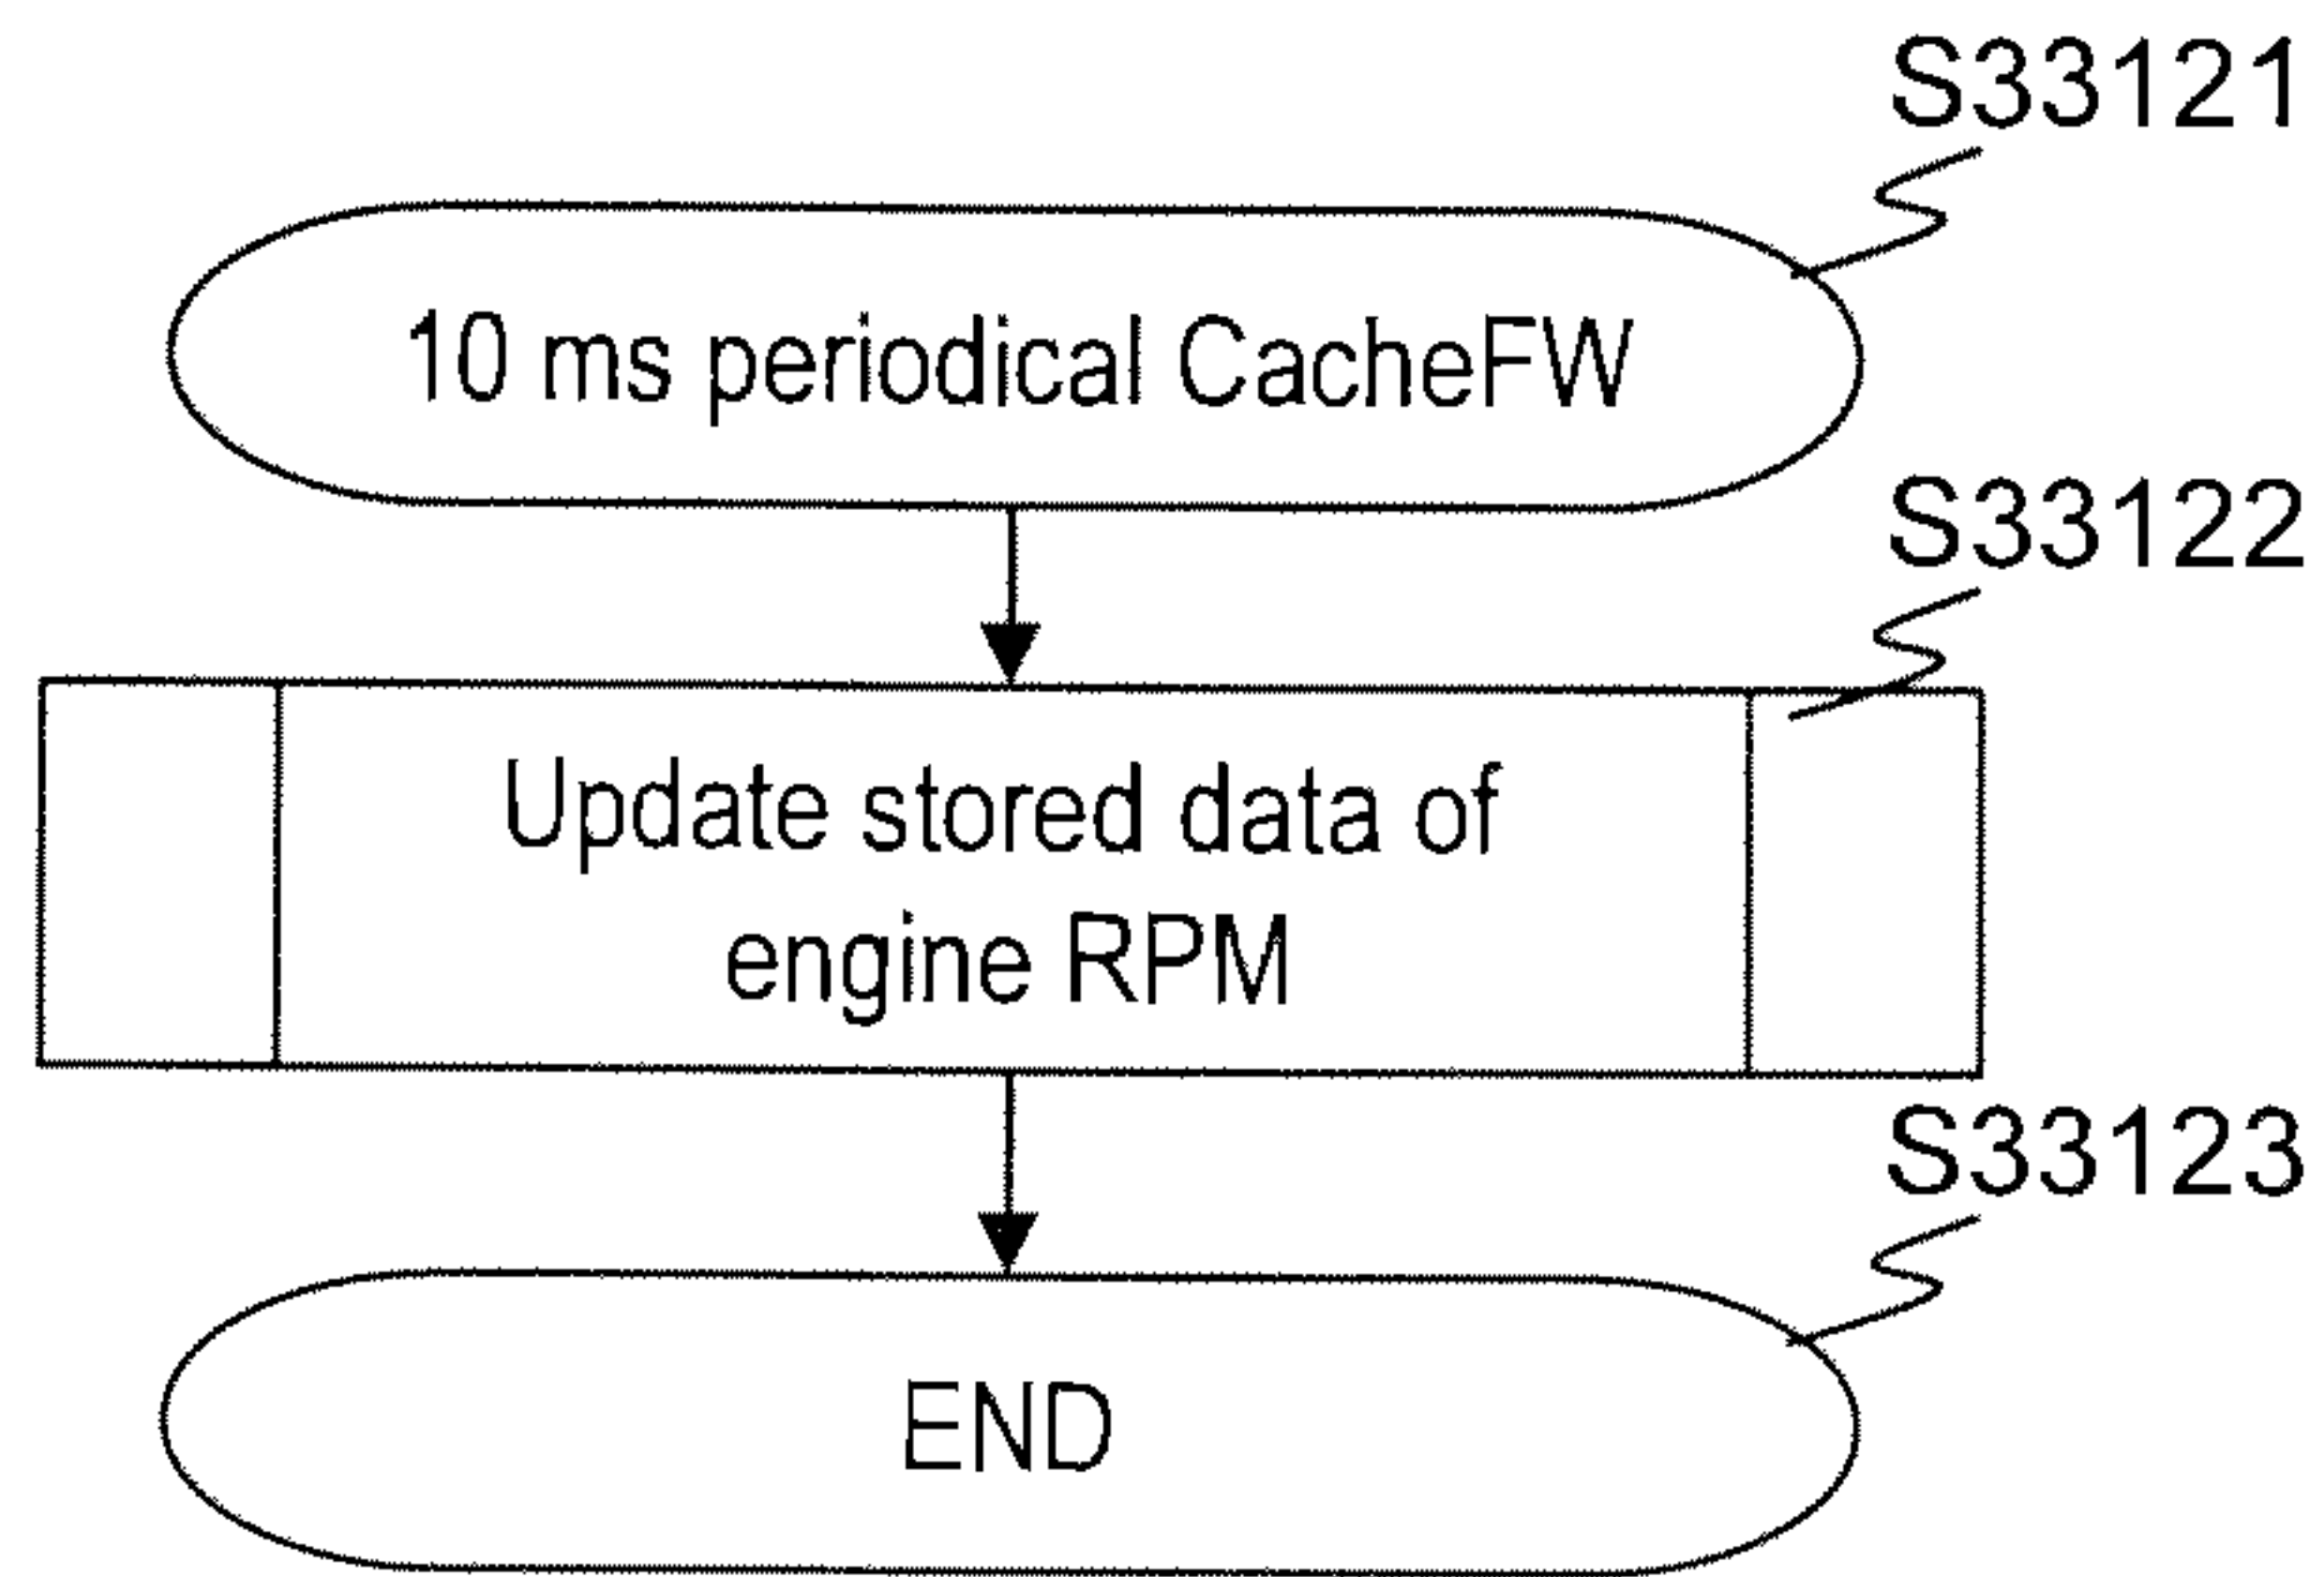 S33121
10 ms periodical CacheFW
S33122
Update stored data of
engine RPM
S33123
END